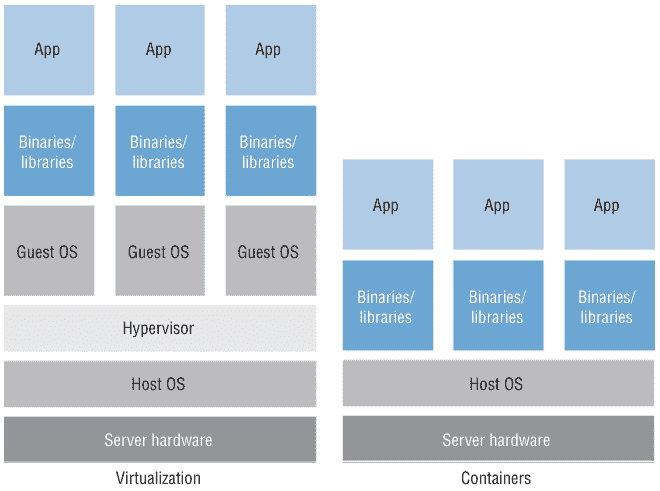 App App App
Binaries/ Binaries/ Binaries/
libraries libraries libraries
Guest OS Guest OS Guest OS
Hypervisor
Host OS
Server hardware
Virtualization
App App App
Binaries/ Binaries/ Binaries/
libraries libraries libraries
Host OS
Server hardware
Containers